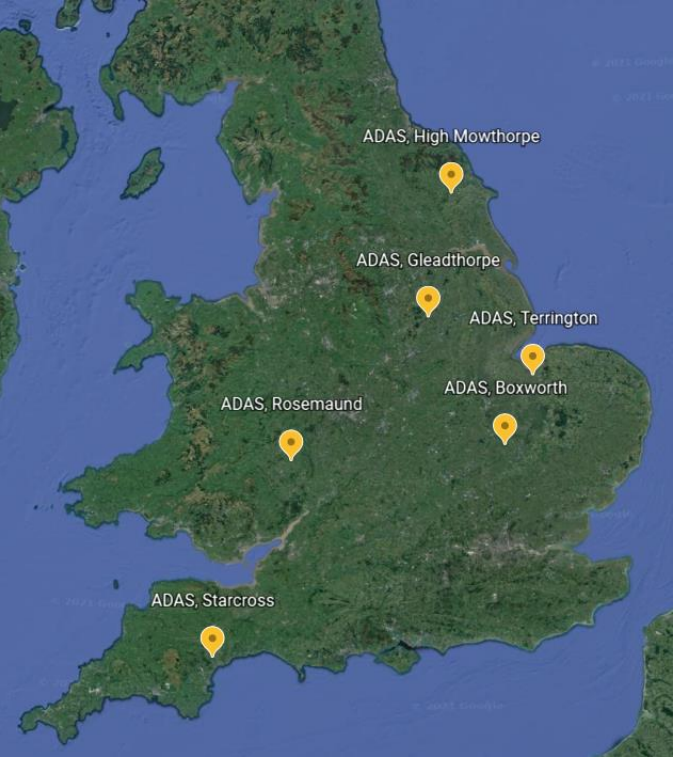 ADAS, High Mowthorpe
ADAS, Gleadthorpe
ADAS, Terrington
ADAS, Boxworth
ADAS, Rosemaund
ADAS, Starcross